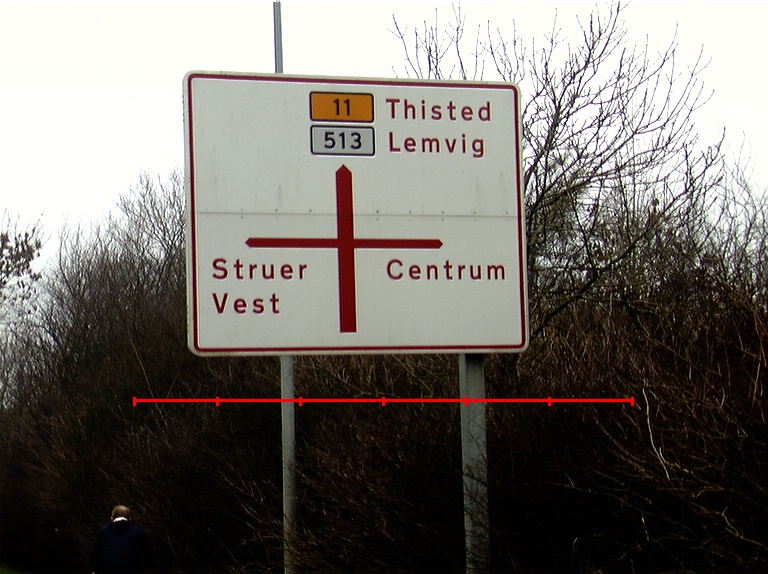 11 Thisted
513 Lemvig
Struer Centrum
Vest